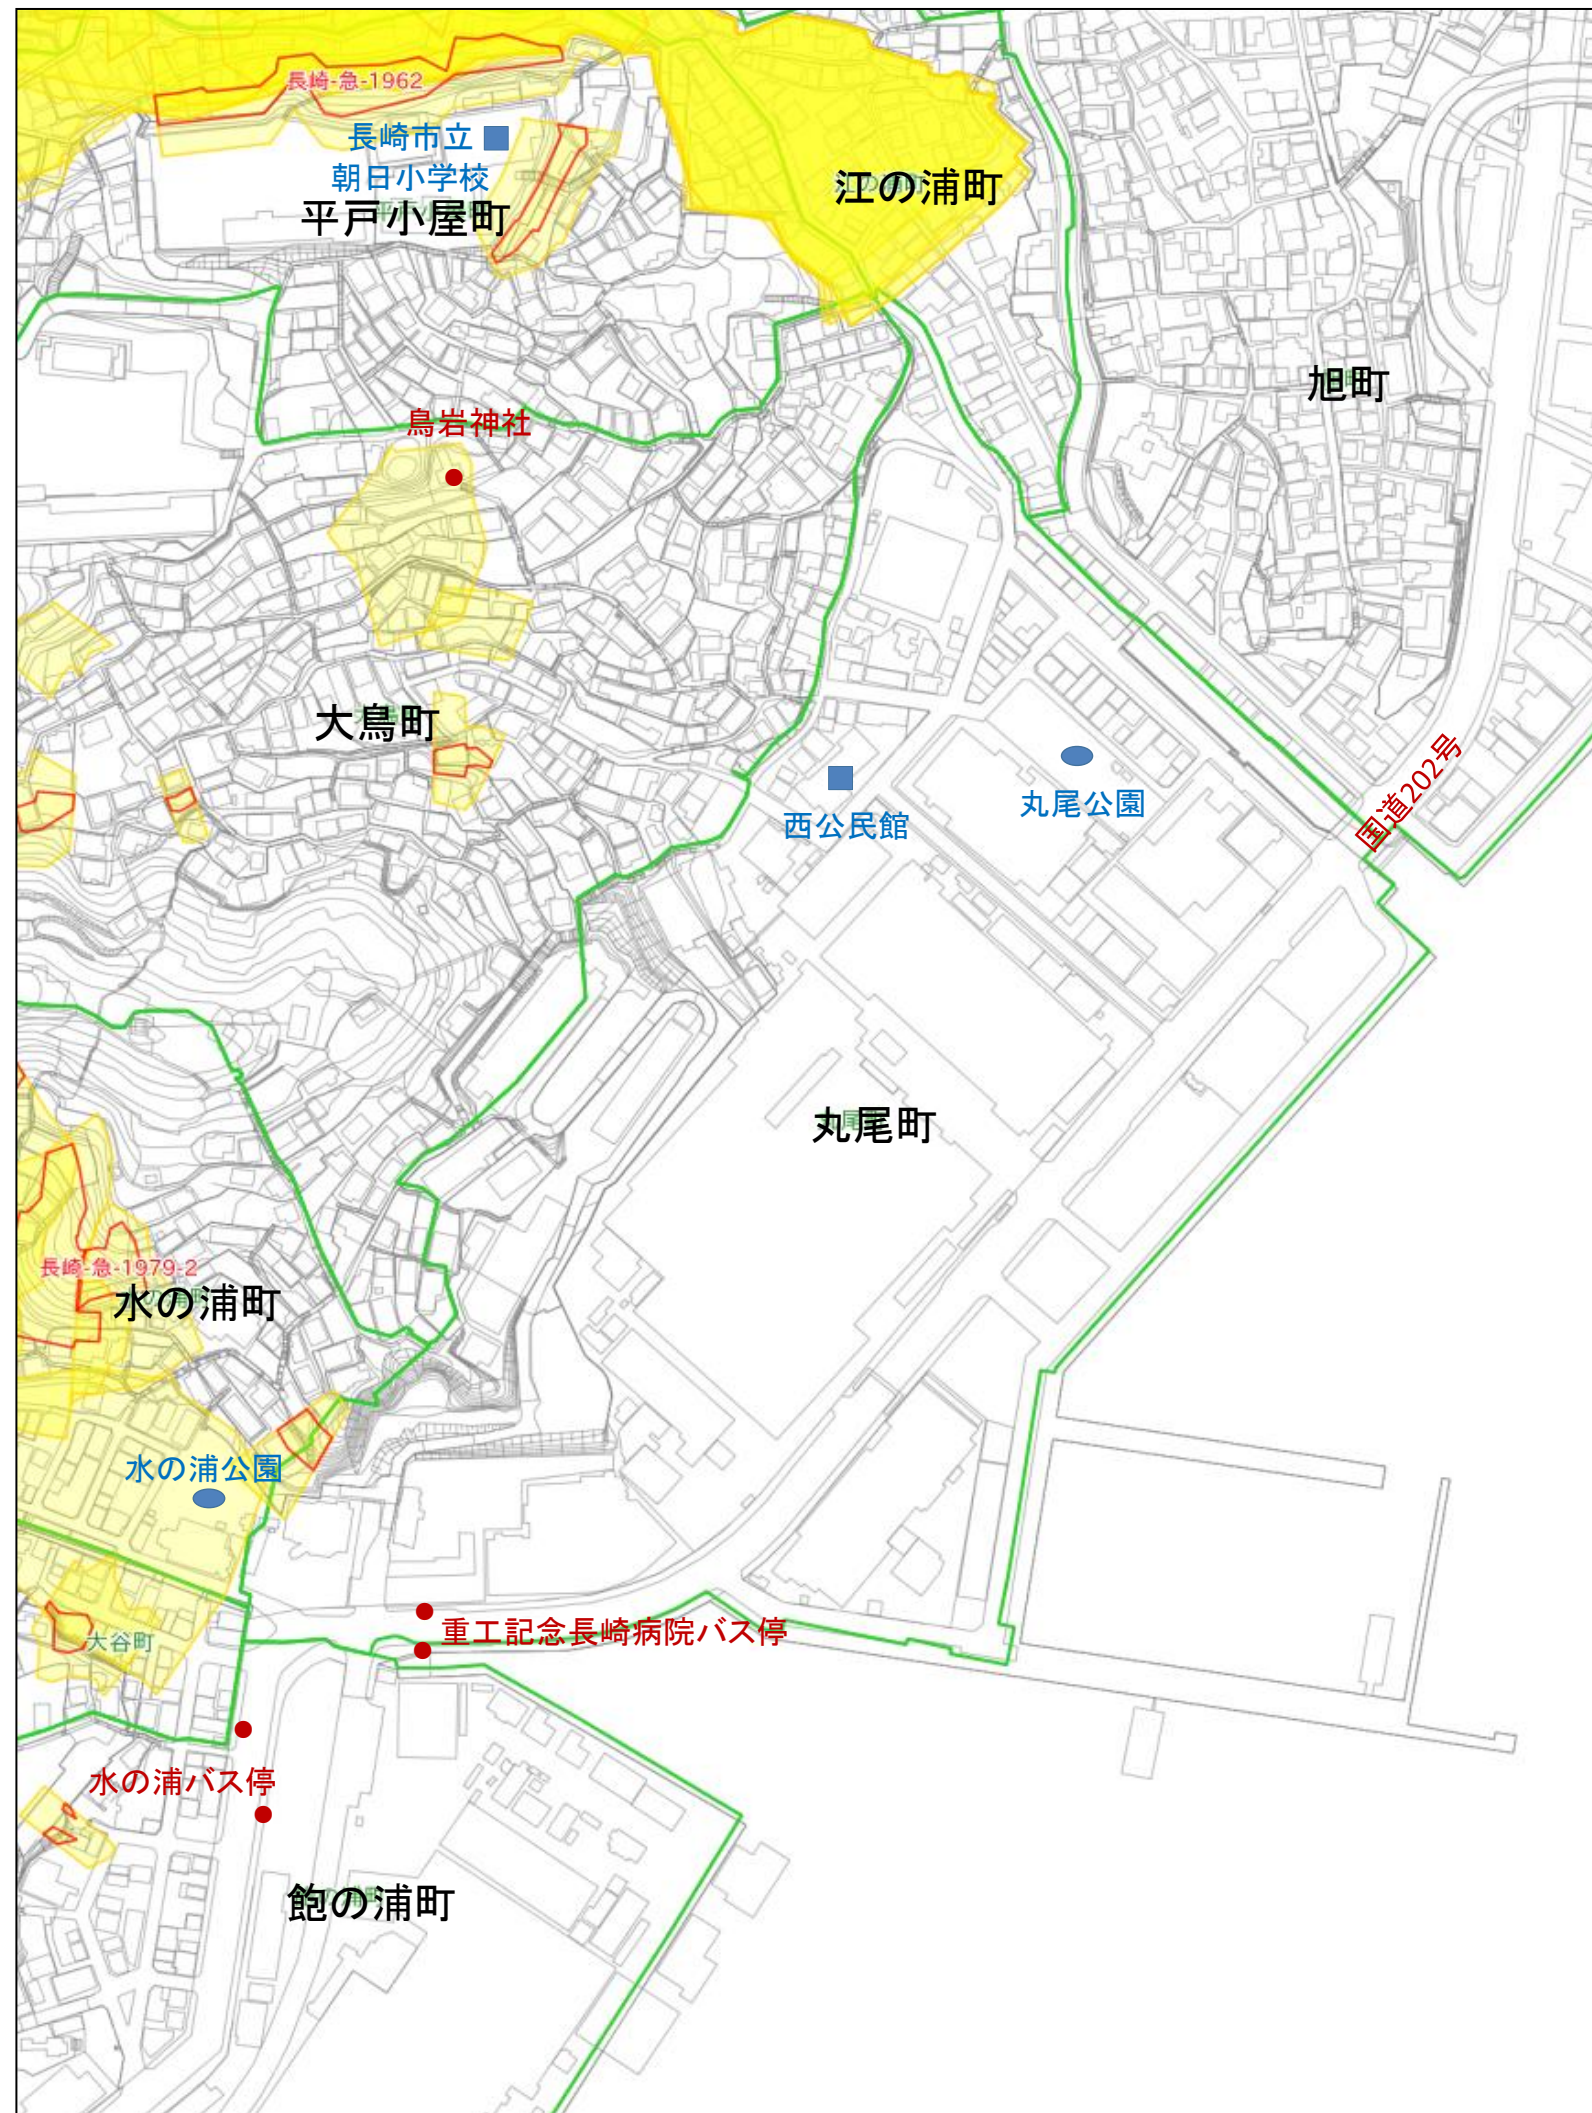 長崎-急-1962
長崎市立
朝日小学校
平戸小屋町
江の浦町
旭町
鳥岩神社
大鳥町
国道202号
丸尾公園
西公民館
丸尾町
長崎-急-1979-2
水の浦町
水の浦公園
重工記念長崎病院バス停
大谷町
水の浦バス停
飽の浦町